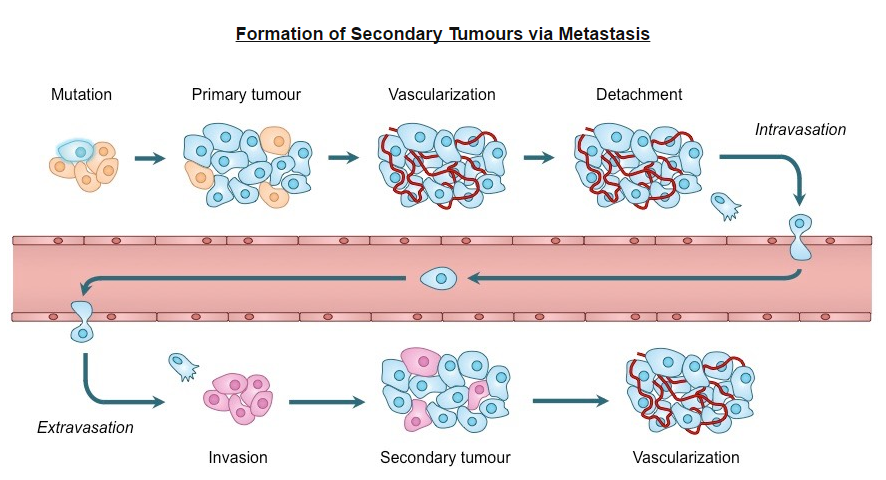 Formation of Secondary Tumours via Metastasis
Mutation
Primary tumour
Vascularization
Detachment
Intravasation
Extravasation
Invasion
Secondary tumour
Vascularization